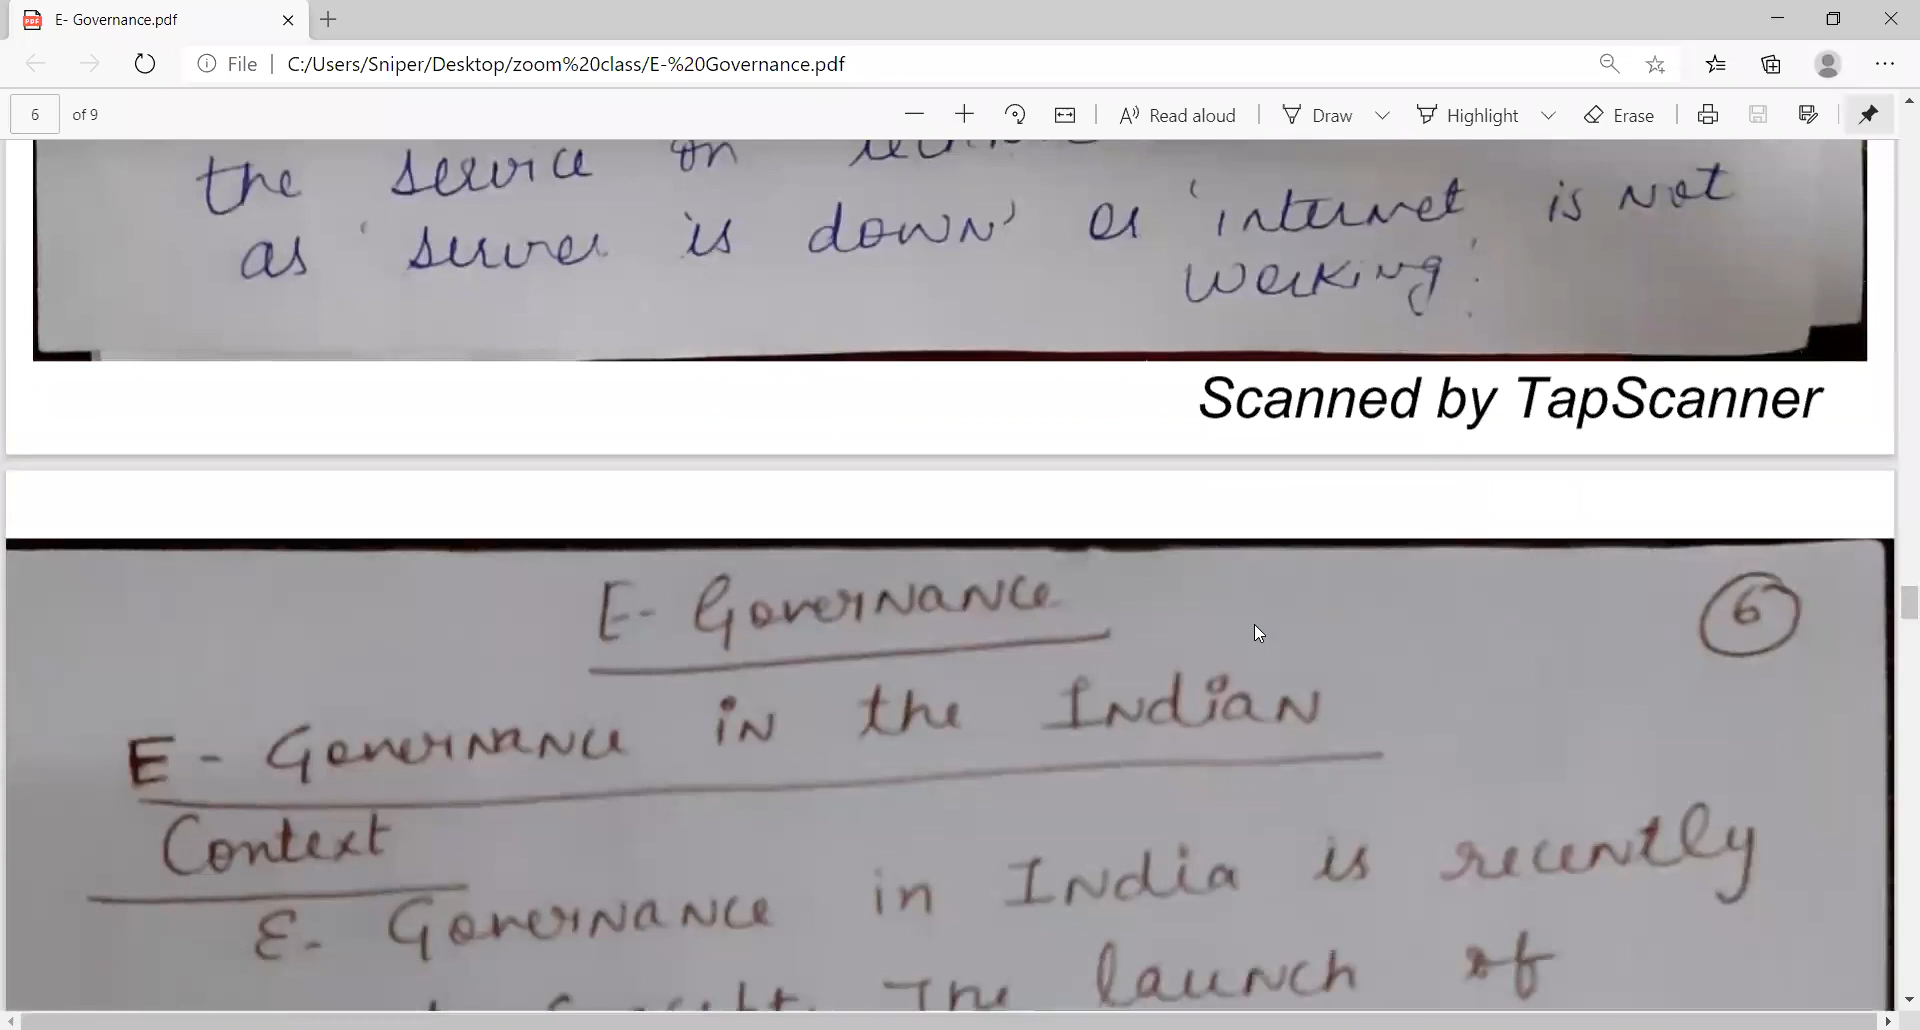 E- Governance.pdf
File
C:/Users/Sniper/Desktop/zoom%20class/E-%20Governance.pdf
6 of 9
Read aloud
Draw
Highlight
Erase
the service on
as 'server is down' or 'internet is not
working'.
Scanned by TapScanner
E- Governance
6
E - Governance in the Indian
Context
E- Governance in India is recently
The launch of